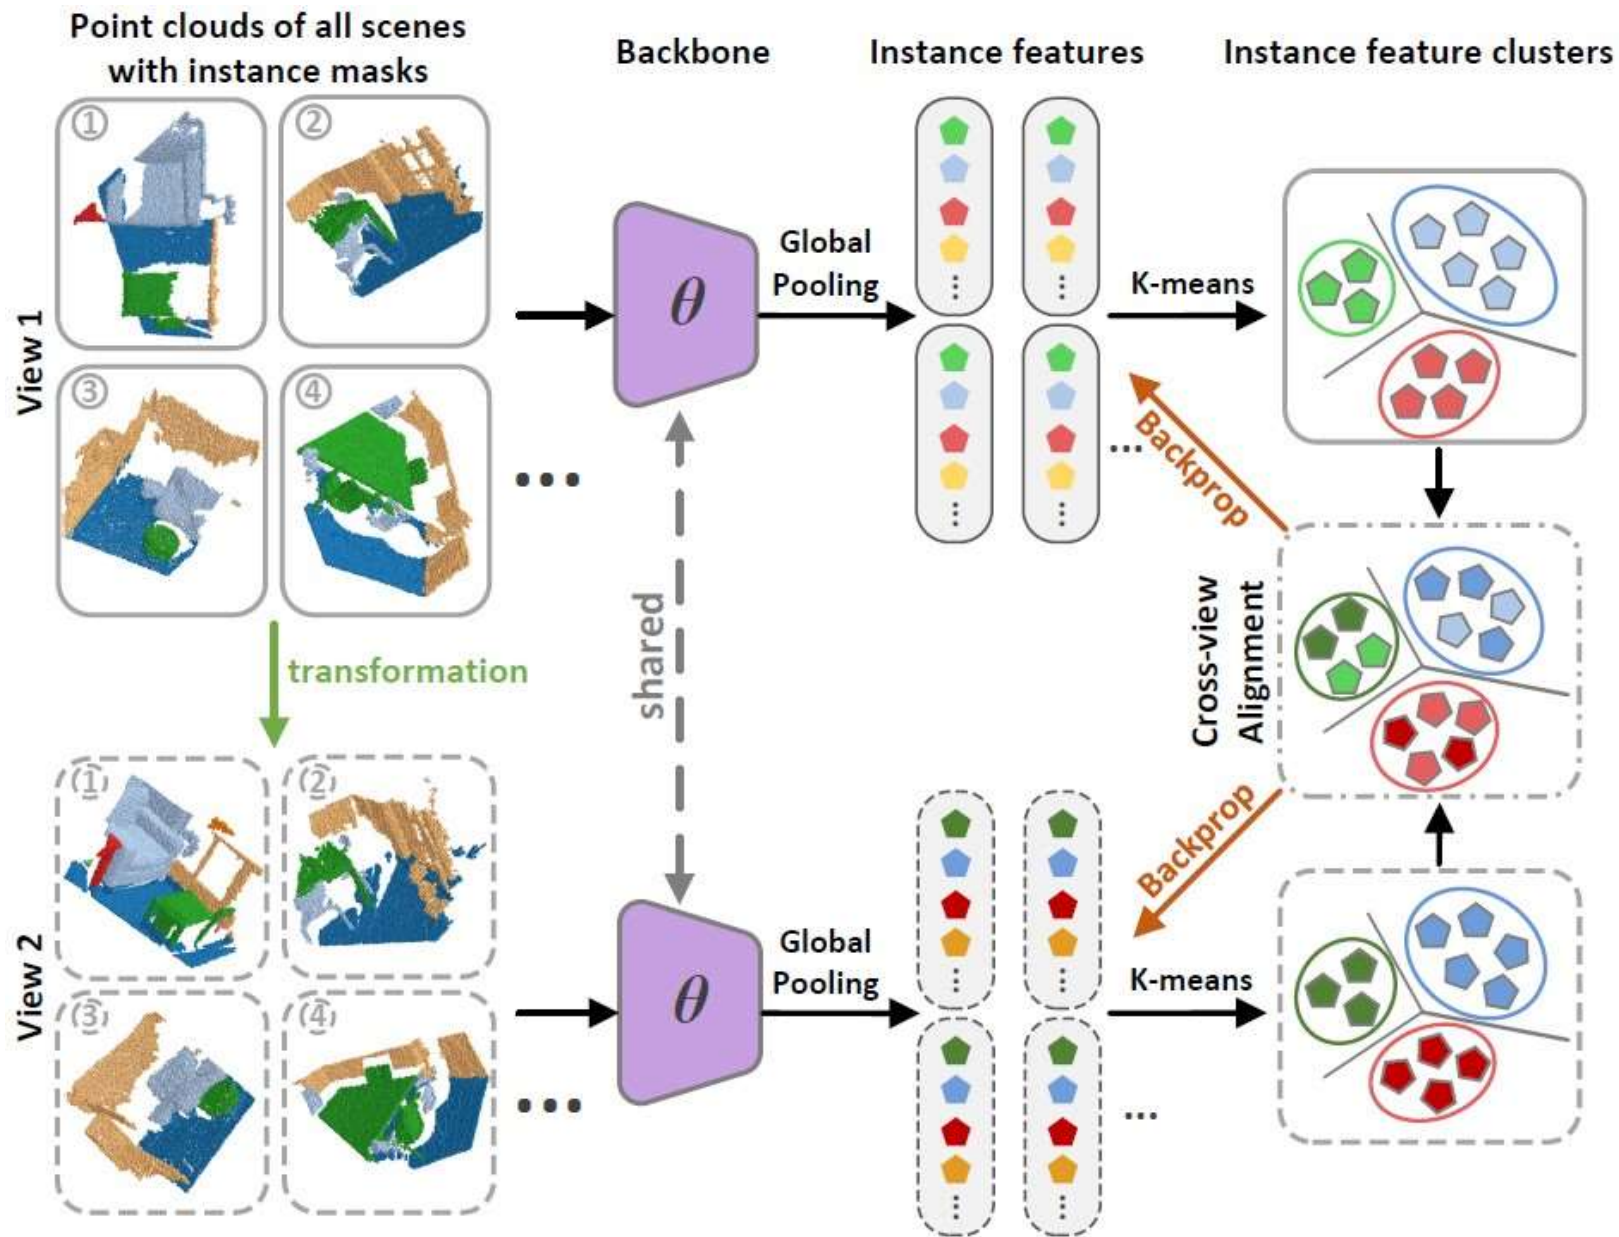 Point clouds of all scenes
with instance masks
Backbone
Instance features
Instance feature clusters
View 1
①
②
③
④
...
θ
Global
Pooling
...
...
...
...
...
K-means
Backprop
transformation
shared
Cross-view
Alignment
Backprop
View 2
①
②
③
④
...
θ
Global
Pooling
...
...
...
...
...
K-means